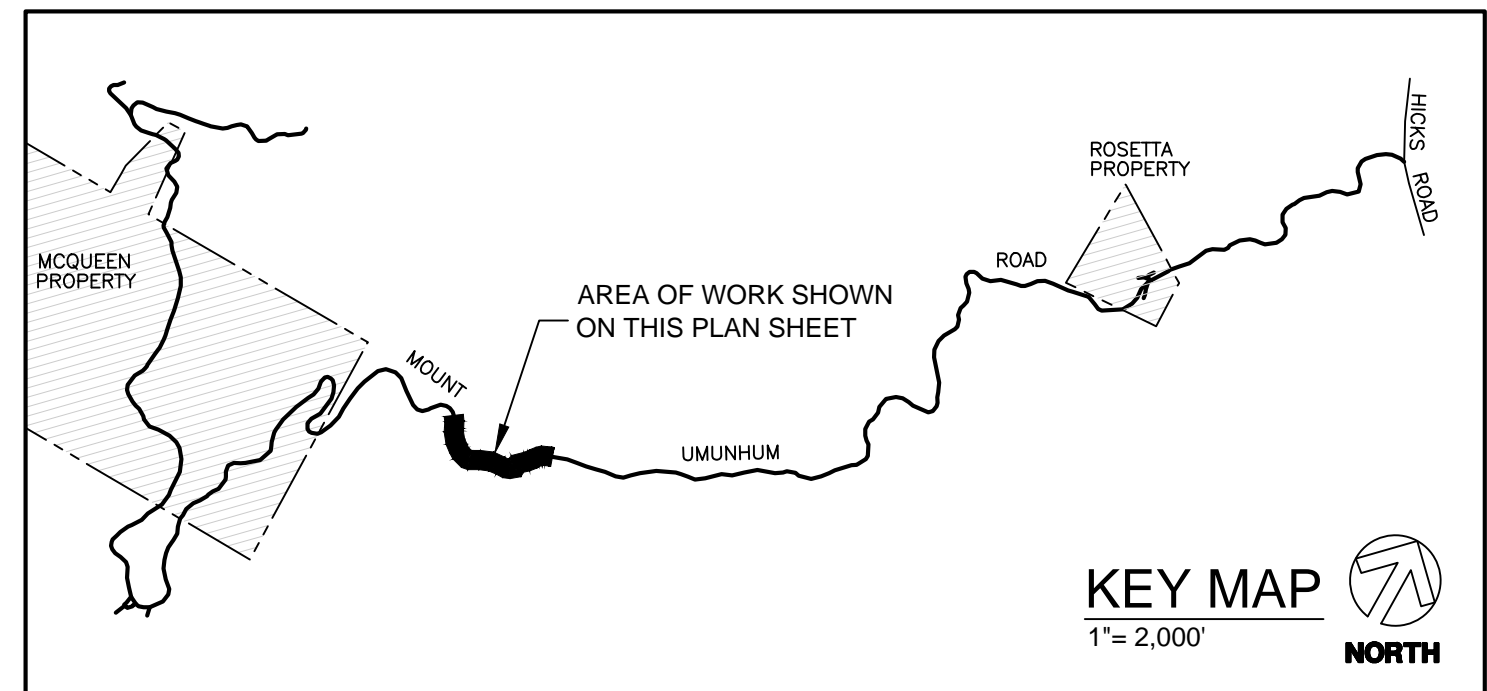 HICKS
ROAD
ROSETTA
PROPERTY
MCQUEEN
PROPERTY
ROAD
AREA OF WORK SHOWN
ON THIS PLAN SHEET
MOUNT
UMUNHUM
KEY MAP
1"= 2,000'
NORTH